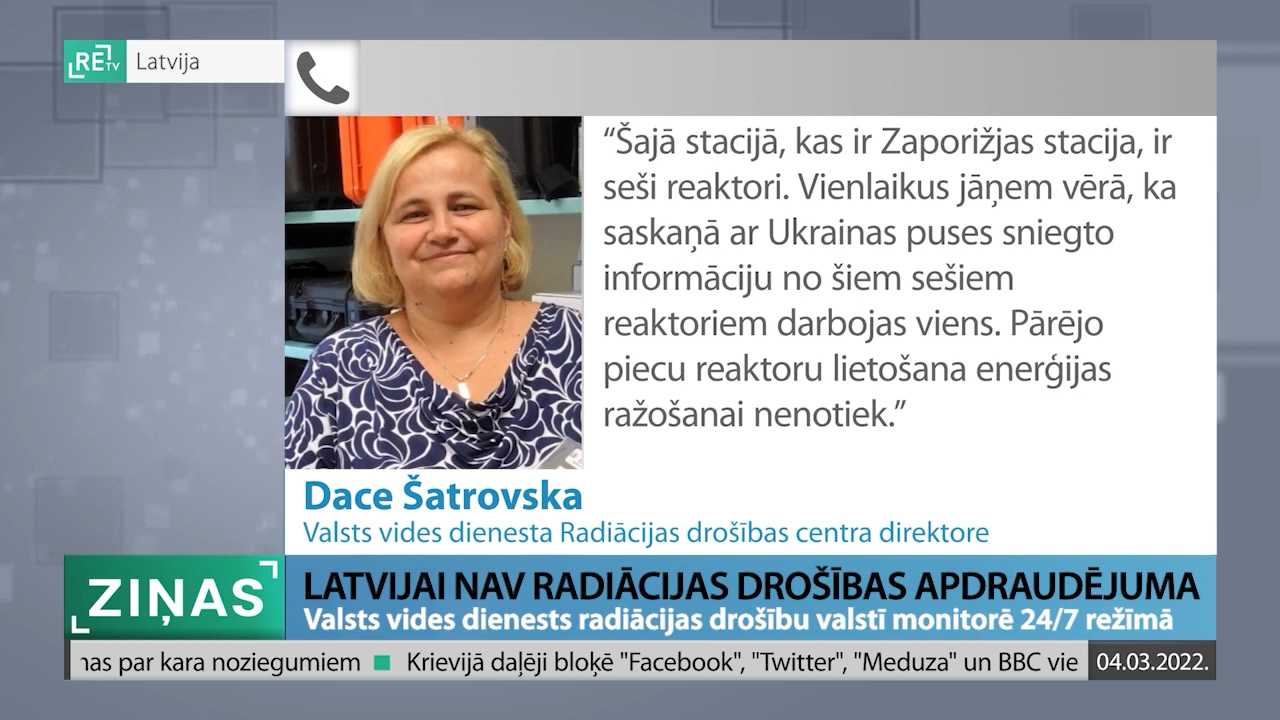 RE TV
Latvija
“Šajā stacijā, kas ir Zaporižjas stacija, ir
seši reaktori. Vienlaikus jāņem vērā, ka
saskaņā ar Ukrainas puses sniegto
informāciju no šiem sešiem
reaktoriem darbojas viens. Pārējo
piecu reaktoru lietošana enerģijas
ražošanai nenotiek.”
Dace Šatrovska
Valsts vides dienesta Radiācijas drošības centra direktore
ZIŅAS
LATVIJAI NAV RADIĀCIJAS DROŠĪBAS APDRAUDĒJUMA
Valsts vides dienests radiācijas drošību valstī monitorē 24/7 režīmā
nas par kara noziegumiem ■ Krievijā daļēji bloķē "Facebook", "Twitter", "Meduza" un BBC vie
04.03.2022.